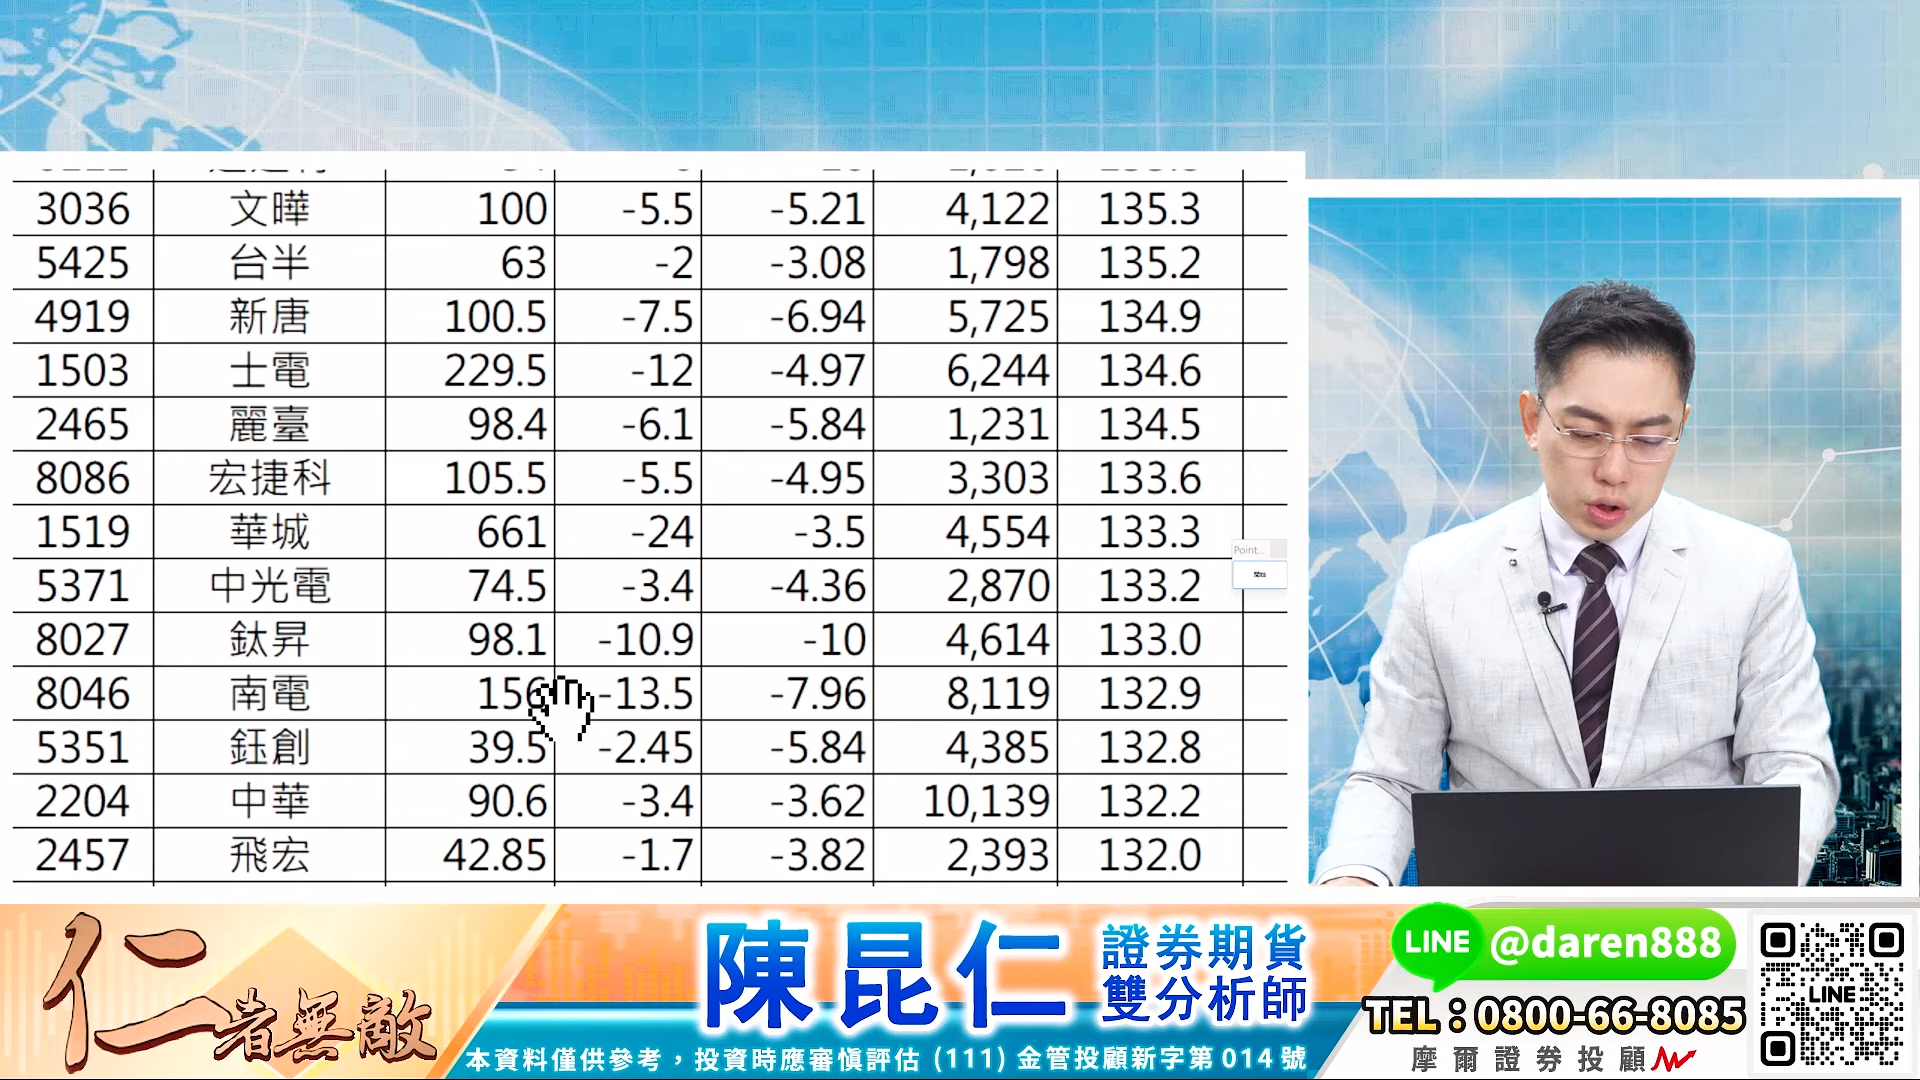 3036 文曄 100 -5.5 -5.21 4,122 135.3
5425 台半 63 -2 -3.08 1,798 135.2
4919 新唐 100.5 -7.5 -6.94 5,725 134.9
1503 士電 229.5 -12 -4.97 6,244 134.6
2465 麗臺 98.4 -6.1 -5.84 1,231 134.5
8086 宏捷科 105.5 -5.5 -4.95 3,303 133.6
1519 華城 661 -24 -3.5 4,554 133.3
Point...
5371 中光電 74.5 -3.4 -4.36 2,870 133.2
8027 鈦昇 98.1 -10.9 -10 4,614 133.0
8046 南電 156 -13.5 -7.96 8,119 132.9
5351 鈺創 39.5 -2.45 -5.84 4,385 132.8
2204 中華 90.6 -3.4 -3.62 10,139 132.2
2457 飛宏 42.85 -1.7 -3.82 2,393 132.0
仁者無敵
陳昆仁
證券期貨
雙分析師
本資料僅供參考，投資時應審慎評估 (111) 金管投顧新字第 014 號
LINE @daren888
TEL：0800-66-8085
摩爾證券投顧
LINE